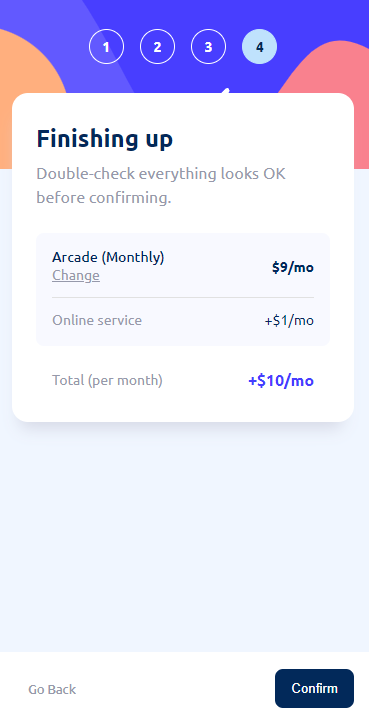 1 2 3 4
Finishing up
Double-check everything looks OK
before confirming.
Arcade (Monthly)
Change
$9/mo
Online service +$1/mo
Total (per month) +$10/mo
Go Back Confirm